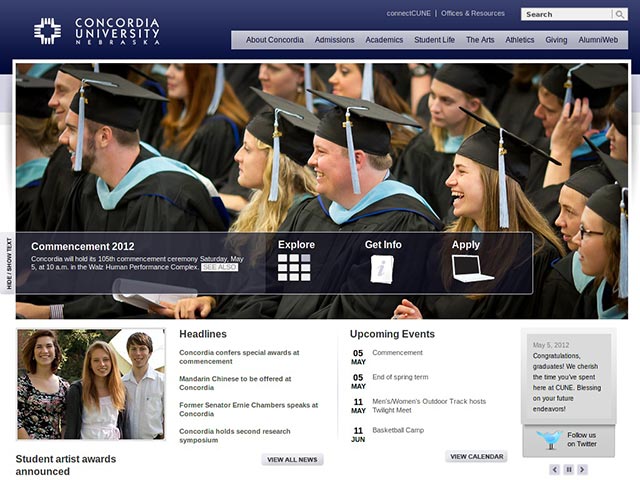 CONCORDIA
UNIVERSITY
NEBRASKA
connectCUNE | Offices & Resources
Search
About Concordia Admissions Academics Student Life The Arts Athletics Giving AlumniWeb
HIDE / SHOW TEXT
Commencement 2012
Concordia will hold its 105th commencement ceremony Saturday, May
5, at 10 a.m. in the Walz Human Performance Complex. SEE ALSO
Explore
Get Info
Apply
Student artist awards
announced
Headlines
Concordia confers special awards at
commencement
Mandarin Chinese to be offered at
Concordia
Former Senator Ernie Chambers speaks at
Concordia
Concordia holds second research
symposium
VIEW ALL NEWS
Upcoming Events
05 Commencement
MAY
05 End of spring term
MAY
11 Men's/Women's Outdoor Track hosts
MAY Twilight Meet
11 Basketball Camp
JUN
VIEW CALENDAR
May 5, 2012
Congratulations,
graduates! We cherish
the time you've spent
here at CUNE. Blessing
on your future
endeavors!
Follow us
on Twitter